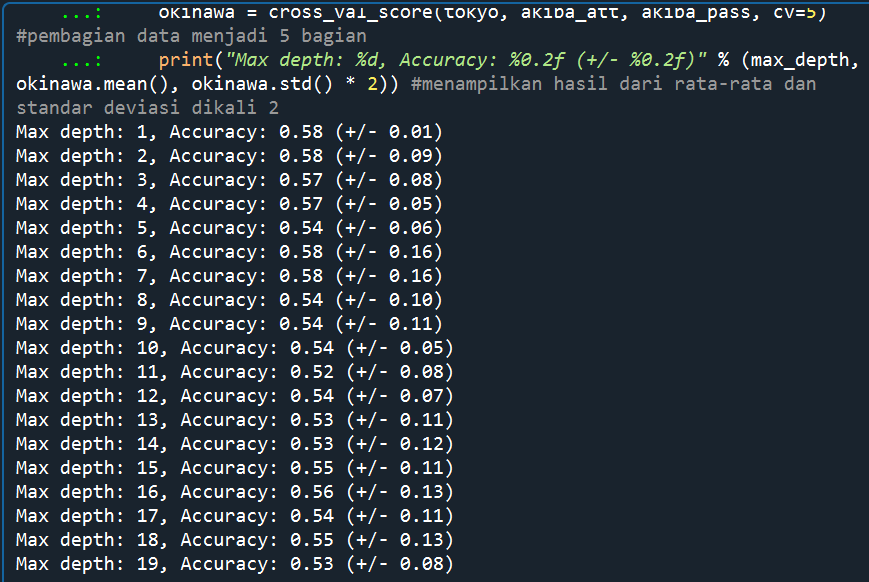 ...:     okinawa = cross_val_score(tokyo, akiba_att, akiba_pass, cv=5)
#pembagian data menjadi 5 bagian
    ...:     print("Max depth: %d, Accuracy: %0.2f (+/- %0.2f)" % (max_depth,
okinawa.mean(), okinawa.std() * 2)) #menampilkan hasil dari rata-rata dan
standar deviasi dikali 2
Max depth: 1, Accuracy: 0.58 (+/- 0.01)
Max depth: 2, Accuracy: 0.58 (+/- 0.09)
Max depth: 3, Accuracy: 0.57 (+/- 0.08)
Max depth: 4, Accuracy: 0.57 (+/- 0.05)
Max depth: 5, Accuracy: 0.54 (+/- 0.06)
Max depth: 6, Accuracy: 0.58 (+/- 0.16)
Max depth: 7, Accuracy: 0.58 (+/- 0.16)
Max depth: 8, Accuracy: 0.54 (+/- 0.10)
Max depth: 9, Accuracy: 0.54 (+/- 0.11)
Max depth: 10, Accuracy: 0.54 (+/- 0.05)
Max depth: 11, Accuracy: 0.52 (+/- 0.08)
Max depth: 12, Accuracy: 0.54 (+/- 0.07)
Max depth: 13, Accuracy: 0.53 (+/- 0.11)
Max depth: 14, Accuracy: 0.53 (+/- 0.12)
Max depth: 15, Accuracy: 0.55 (+/- 0.11)
Max depth: 16, Accuracy: 0.56 (+/- 0.13)
Max depth: 17, Accuracy: 0.54 (+/- 0.11)
Max depth: 18, Accuracy: 0.55 (+/- 0.13)
Max depth: 19, Accuracy: 0.53 (+/- 0.08)